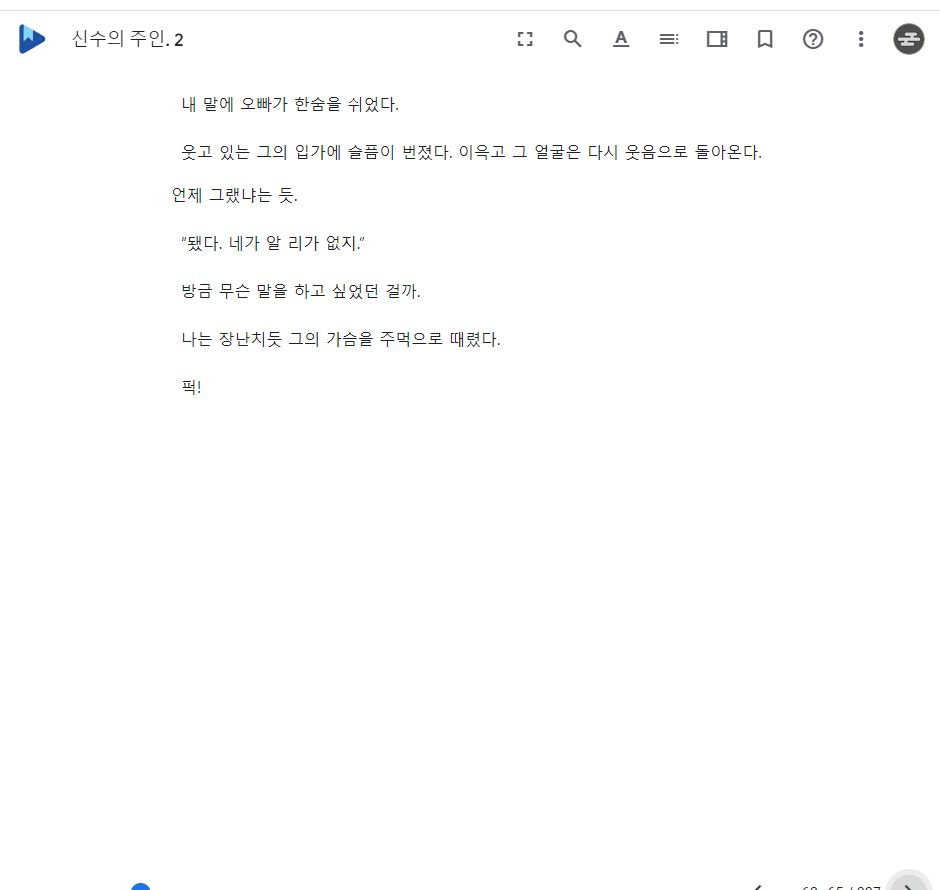 신수의 주인. 2
내 말에 오빠가 한숨을 쉬었다.
웃고 있는 그의 입가에 슬픔이 번졌다. 이윽고 그 얼굴은 다시 웃음으로 돌아온다.
언제 그랬냐는 듯.
"됐다. 네가 알 리가 없지."
방금 무슨 말을 하고 싶었던 걸까.
나는 장난치듯 그의 가슴을 주먹으로 때렸다.
퍽!